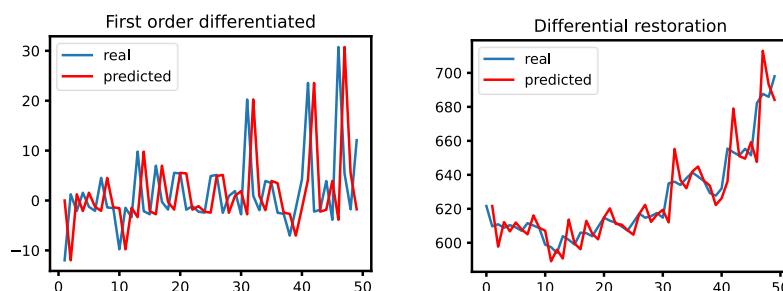 First order differentiated
real
predicted
30
20
10
0
−10
0 10 20 30 40 50
Differential restoration
real
predicted
700
680
660
640
620
600
0 10 20 30 40 50